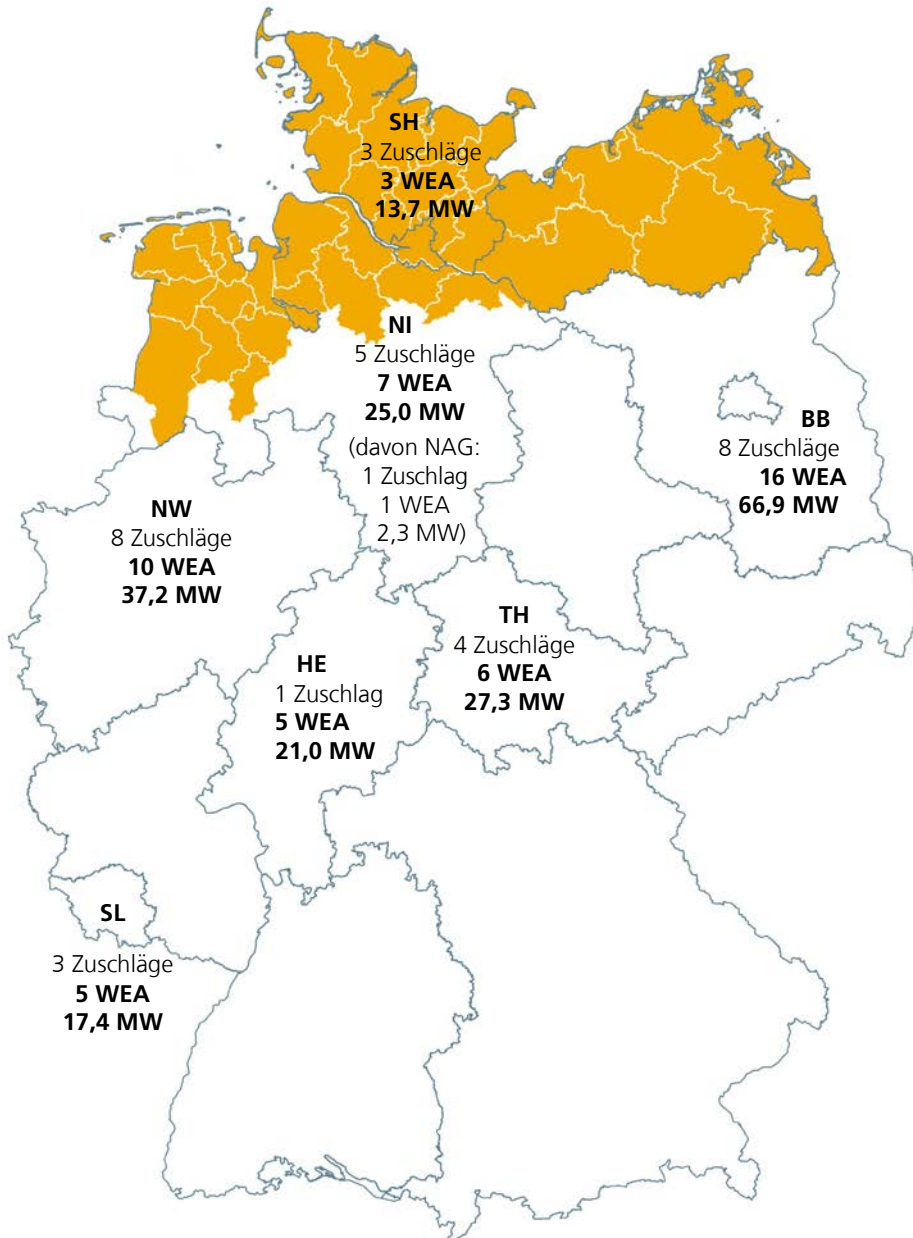 SH
3 Zuschläge
3 WEA
13,7 MW
NI
5 Zuschläge
7 WEA
25,0 MW
(davon NAG:
1 Zuschlag
1 WEA
2,3 MW)
BB
8 Zuschläge
16 WEA
66,9 MW
NW
8 Zuschläge
10 WEA
37,2 MW
TH
4 Zuschläge
6 WEA
27,3 MW
HE
1 Zuschlag
5 WEA
21,0 MW
SL
3 Zuschläge
5 WEA
17,4 MW